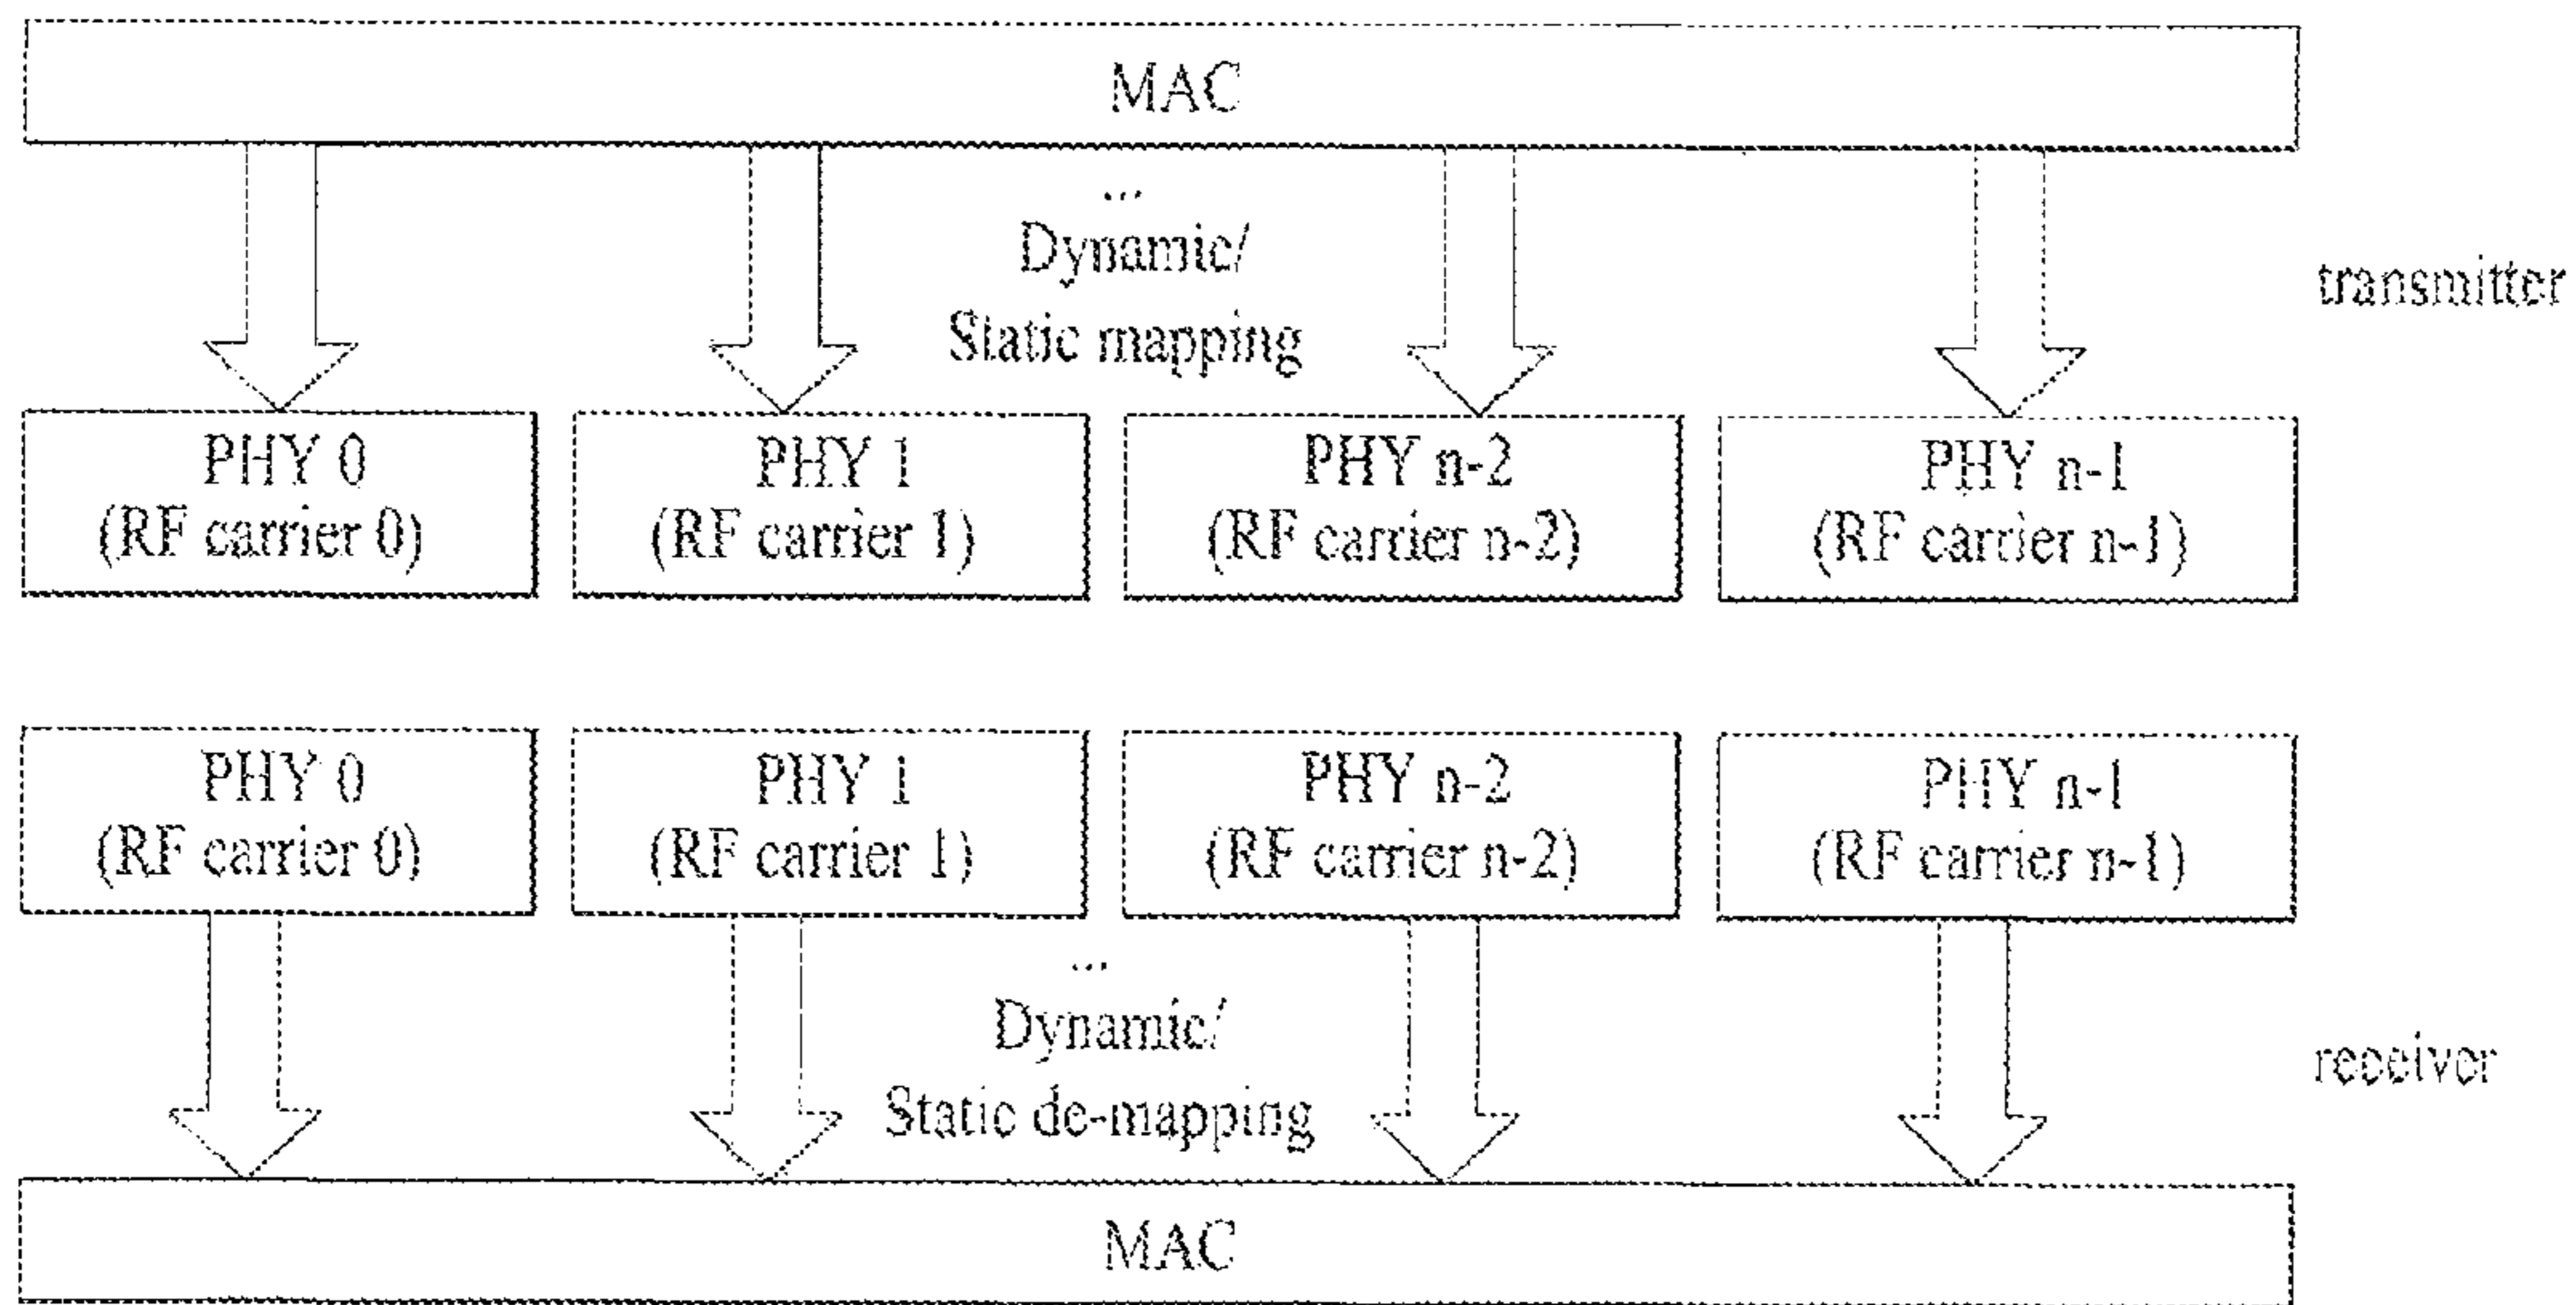 MAC
...
Dynamic/
Static mapping
transmitter
PHY 0
(RF carrier 0)
PHY 1
(RF carrier 1)
PHY n-2
(RF carrier n-2)
PHY n-1
(RF carrier n-1)
PHY 0
(RF carrier 0)
PHY 1
(RF carrier 1)
PHY n-2
(RF carrier n-2)
PHY n-1
(RF carrier n-1)
...
Dynamic/
Static de-mapping
receiver
MAC